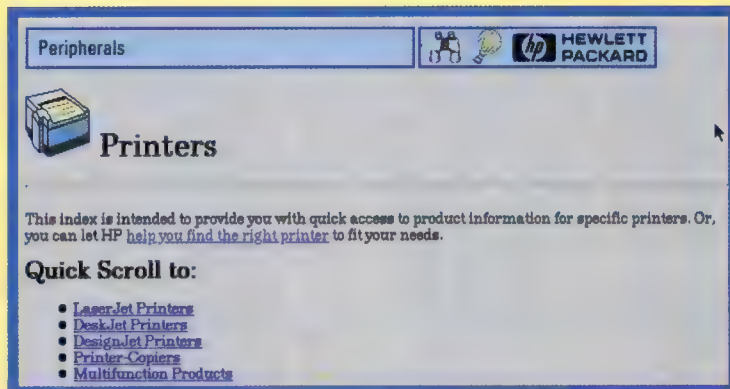 Peripherals
hp HEWLETT
PACKARD
Printers
This index is intended to provide you with quick access to product information for specific printers. Or,
you can let HP help you find the right printer to fit your needs.
Quick Scroll to:
LaserJet Printers
DeskJet Printers
DesignJet Printers
Printer-Copiers
Multifunction Products